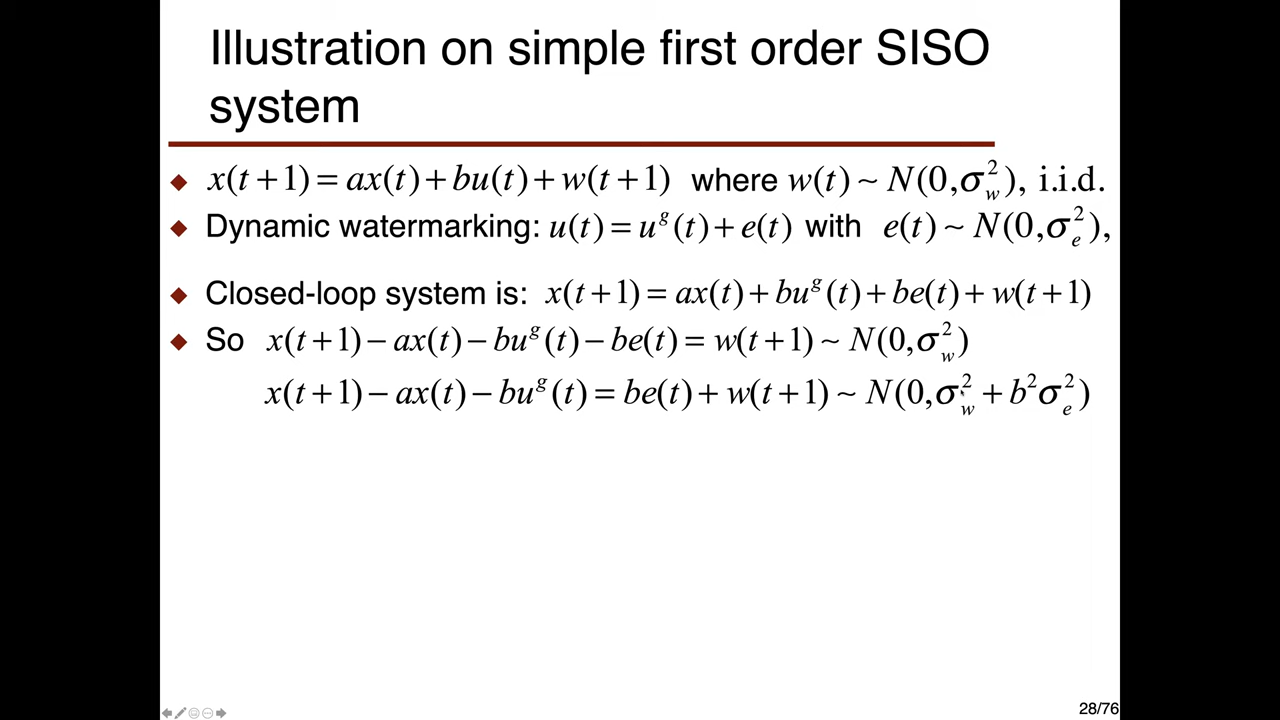 Illustration on simple first order SISO
system
◆ x(t+1) = ax(t) + bu(t) + w(t+1) where w(t) ~ N(0,σ_w^2), i.i.d.
◆ Dynamic watermarking: u(t) = u^g(t) + e(t) with e(t) ~ N(0,σ_e^2),
◆ Closed-loop system is: x(t+1) = ax(t) + bu^g(t) + be(t) + w(t+1)
◆ So x(t+1) − ax(t) − bu^g(t) − be(t) = w(t+1) ~ N(0,σ_w^2)
x(t+1) − ax(t) − bu^g(t) = be(t) + w(t+1) ~ N(0,σ_w^2 + b^2σ_e^2)
28/76